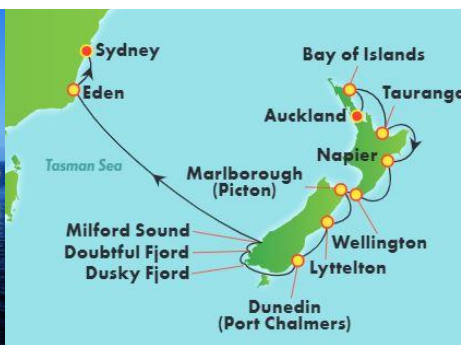 Sydney
Eden
Tasman Sea
Bay of Islands
Tauranga
Auckland
Napier
Marlborough
(Picton)
Wellington
Lyttelton
Milford Sound
Doubtful Fjord
Dusky Fjord
Dunedin
(Port Chalmers)